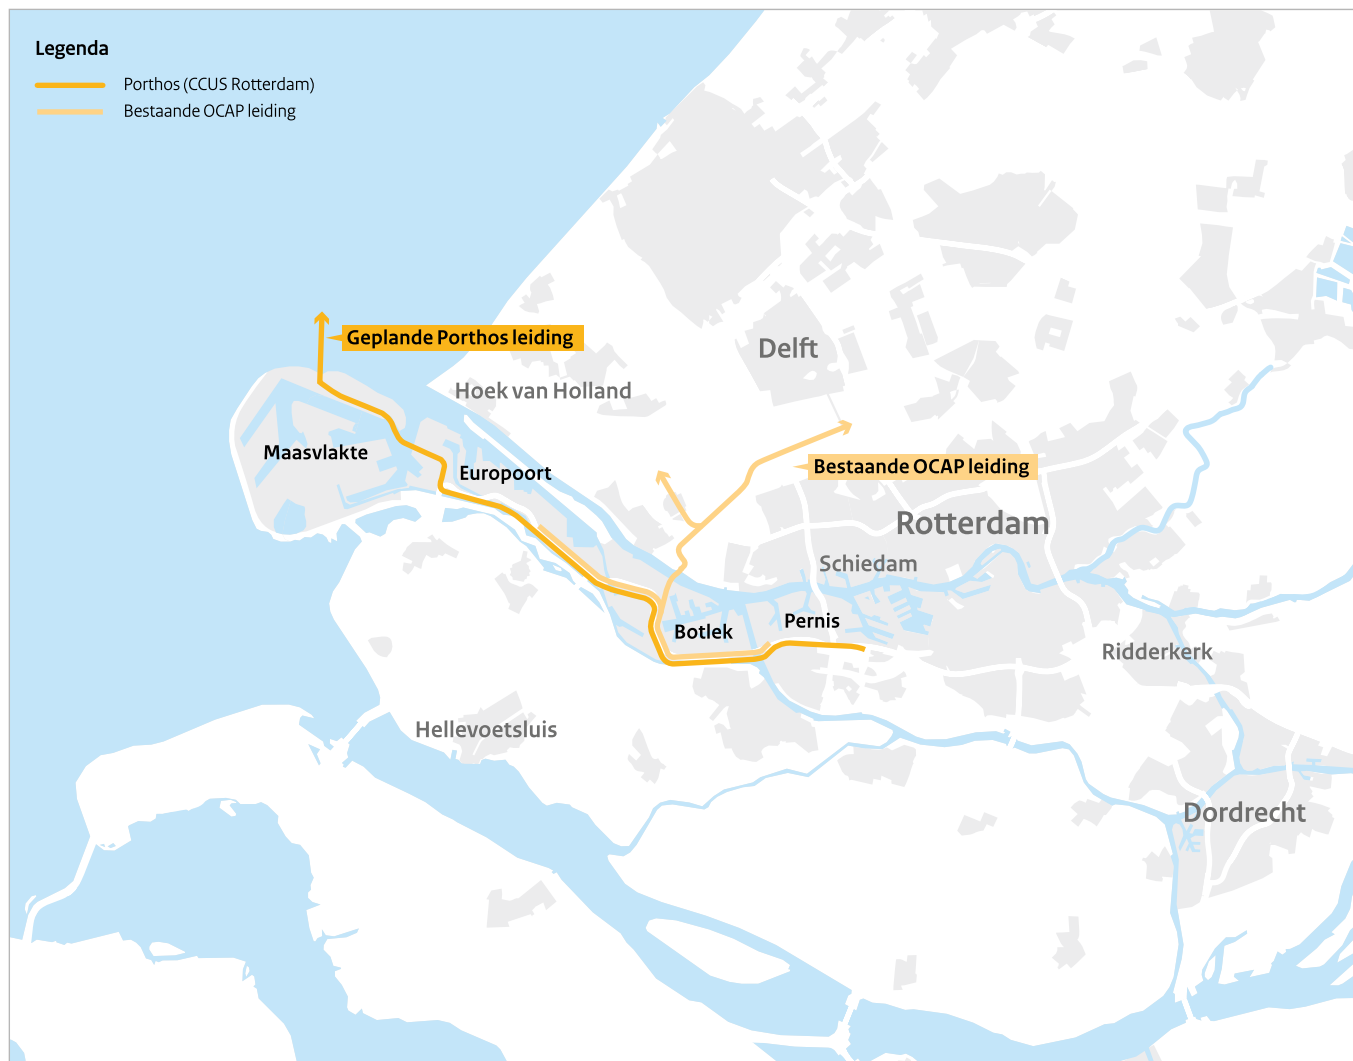 Legenda
Porthos (CCUS Rotterdam)
Bestaande OCAP leiding
Geplande Porthos leiding
Delft
Hoek van Holland
Maasvlakte
Europoort
Bestaande OCAP leiding
Rotterdam
Schiedam
Pernis
Botlek
Ridderkerk
Hellevoetsluis
Dordrecht